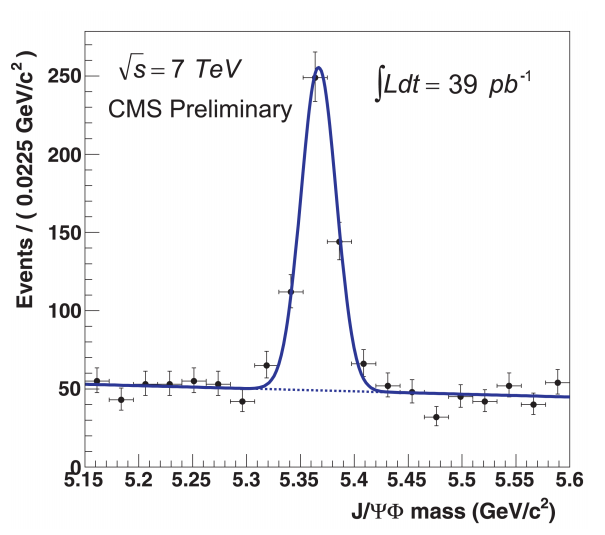 √s = 7 TeV
∫Ldt = 39 pb⁻¹
CMS Preliminary
Events / ( 0.0225 GeV/c² )
250
200
150
100
50
0
5.15 5.2 5.25 5.3 5.35 5.4 5.45 5.5 5.55 5.6
J/ΨΦ mass (GeV/c²)